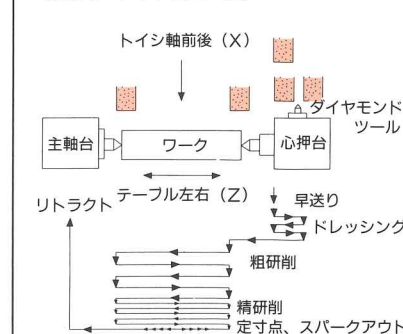 トイシ軸前後（X）
ダイヤモンド
ツール
主軸台
ワーク
心押台
テーブル左右（Z）
リトラクト
早送り
ドレッシング
粗研削
精研削
定寸点、スパークアウト